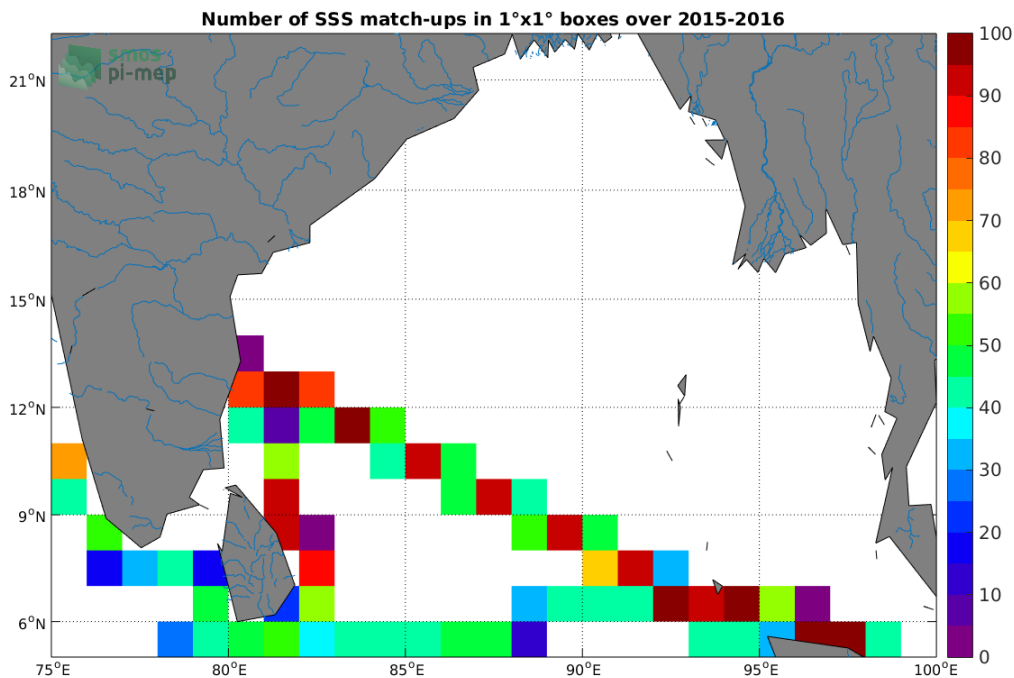 Number of SSS match-ups in 1°x1° boxes over 2015-2016
smos
pi-mep
21°N
18°N
15°N
12°N
9°N
6°N
75°E 80°E 85°E 90°E 95°E 100°E
100
90
80
70
60
50
40
30
20
10
0